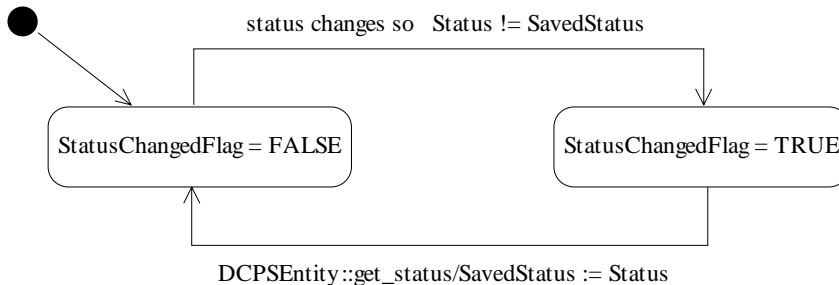 status changes so Status != SavedStatus
StatusChangedFlag = FALSE
StatusChangedFlag = TRUE
DCPSEntity::get_status/SavedStatus := Status